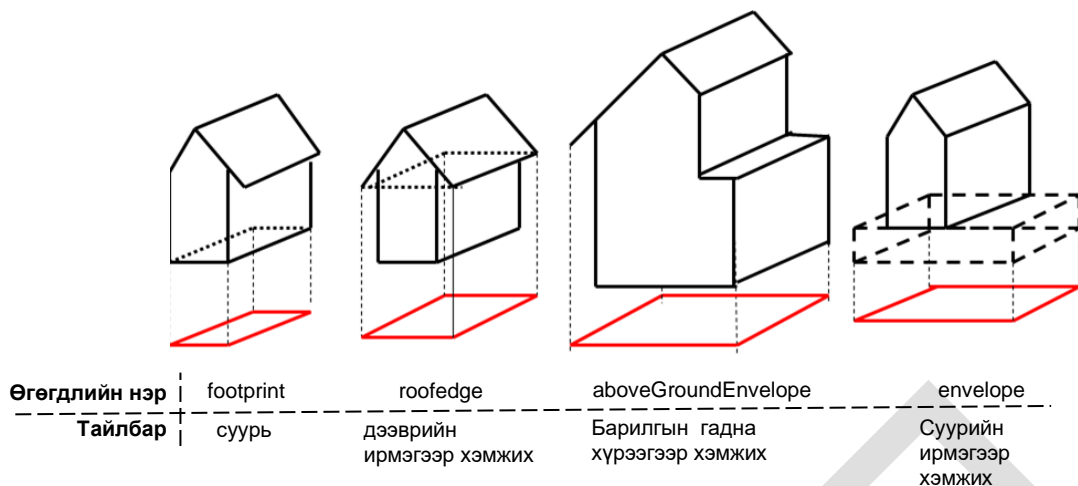 Өгөгдлийн нэр footprint roofedge aboveGroundEnvelope envelope
Тайлбар суурь дээврийн ирмэгээр хэмжих Барилгын гадна хүрээгээр хэмжих Суурийн ирмэгээр хэмжих